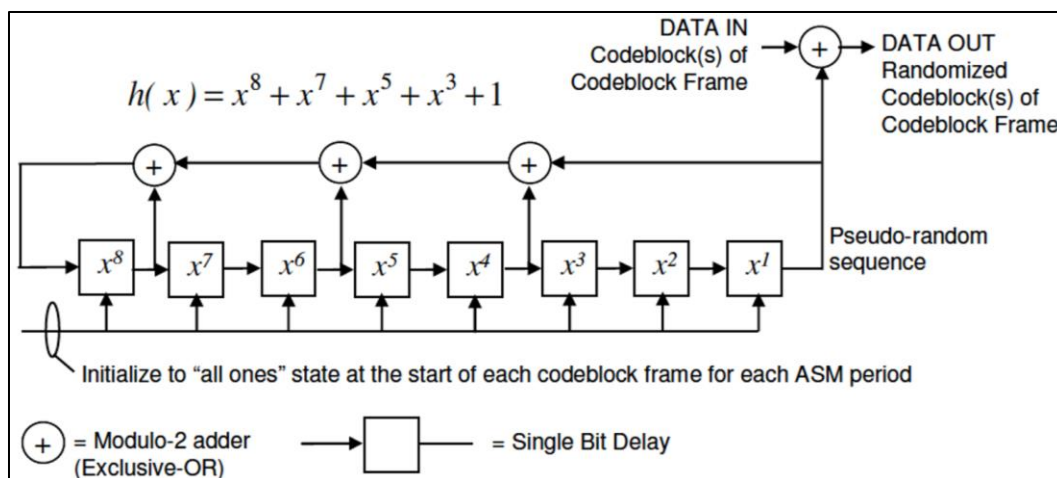 DATA IN
Codeblock(s) of
Codeblock Frame
+
DATA OUT
Randomized
Codeblock(s) of
Codeblock Frame
h( x ) = x⁸ + x⁷ + x⁵ + x³ + 1
+
+
+
x⁸
x⁷
x⁶
x⁵
x⁴
x³
x²
x¹
Pseudo-random
sequence
Initialize to “all ones” state at the start of each codeblock frame for each ASM period
+ = Modulo-2 adder
(Exclusive-OR)
= Single Bit Delay